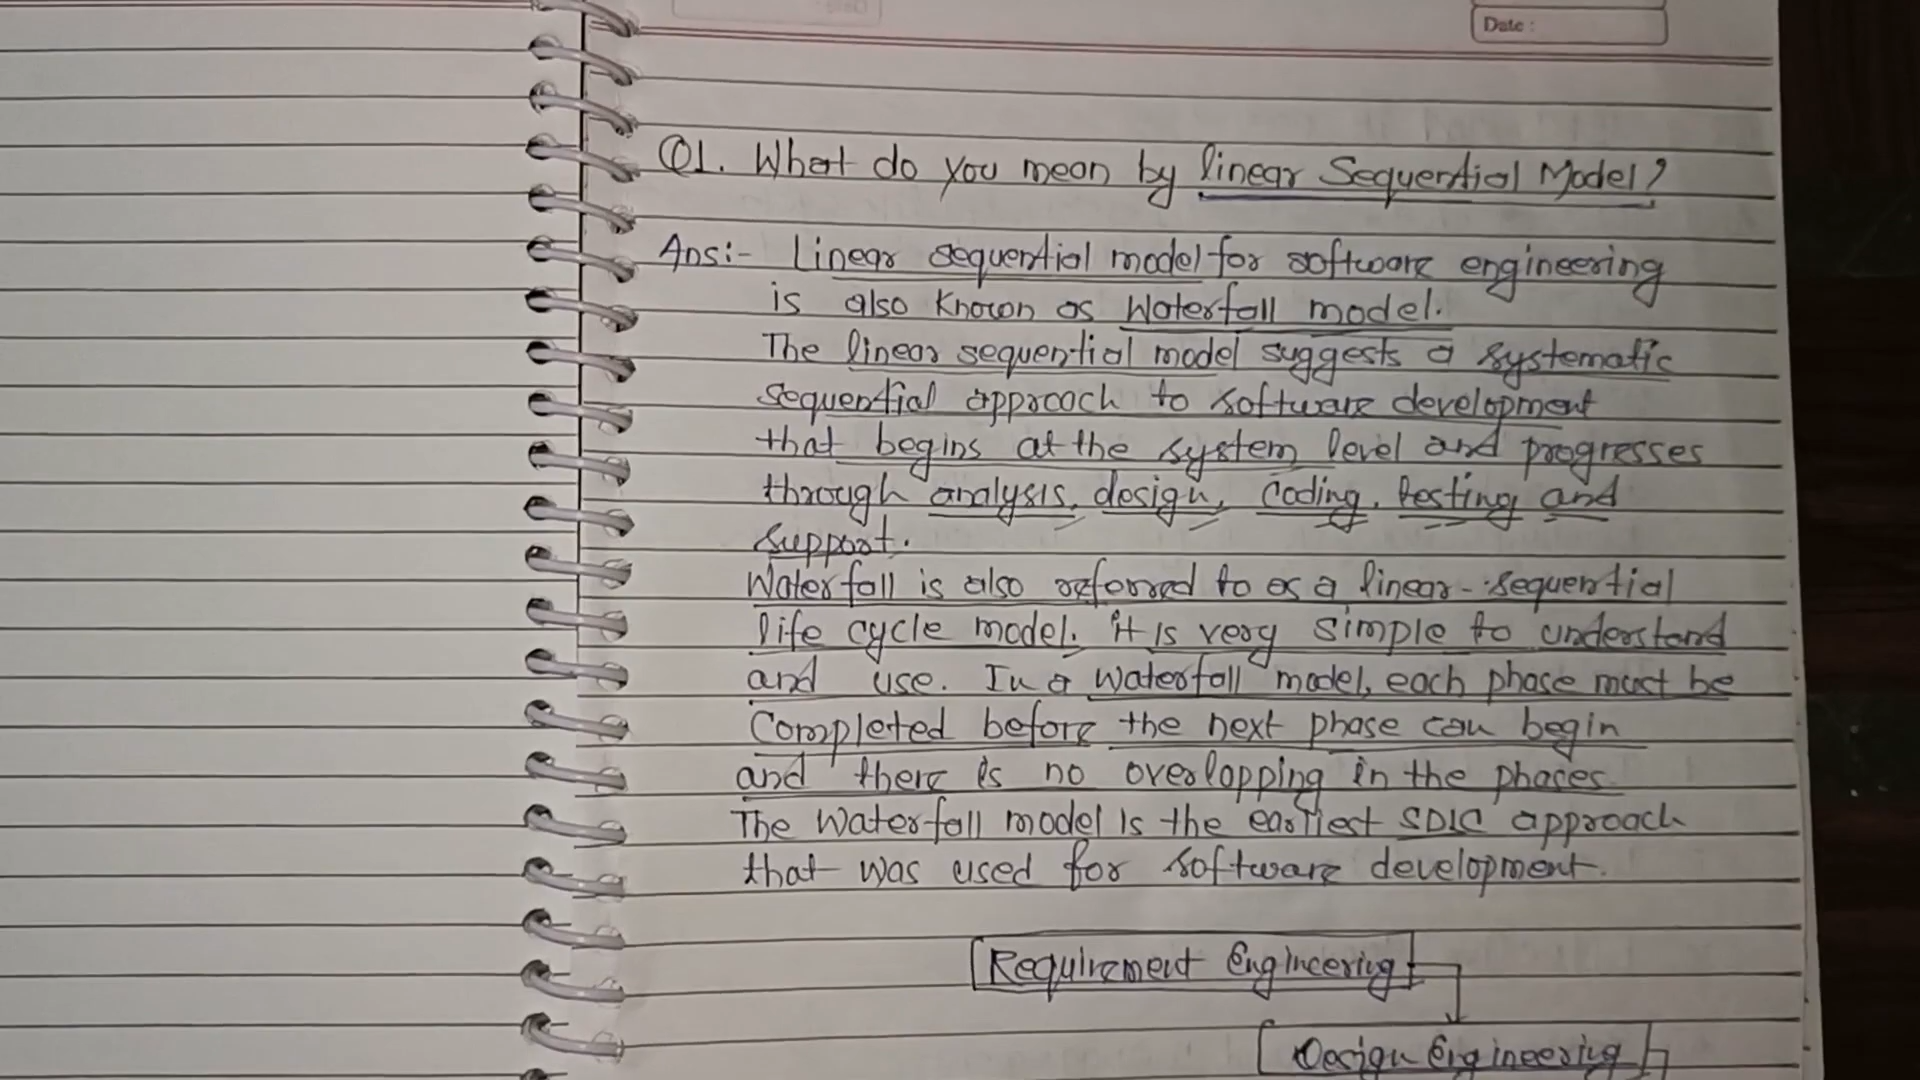 Date :
Q1. What do you mean by linear Sequential Model?
Ans:- Linear sequential model for software engineering
is also known as Waterfall model.
The linear sequential model suggests a systematic
sequential approach to software development
that begins at the system level and progresses
through analysis, design, coding, testing and
support.
Waterfall is also referred to as a linear-sequential
life cycle model. it is very simple to understand
and use. In a waterfall model, each phase must be
Completed before the next phase can begin
and there is no overlapping in the phases.
The Waterfall model is the earliest SDLC approach
that was used for software development.
Requirement Engineering
Design Engineering